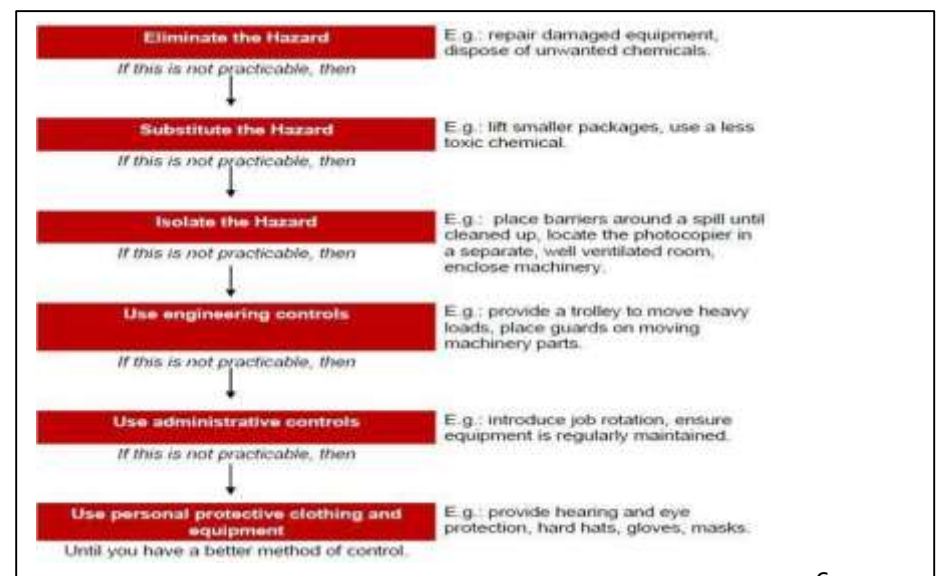 Eliminate the Hazard
E.g.: repair damaged equipment,
dispose of unwanted chemicals.
If this is not practicable, then
Substitute the Hazard
E.g.: lift smaller packages, use a less
toxic chemical.
If this is not practicable, then
Isolate the Hazard
E.g.: place barriers around a spill until
cleaned up, locate the photocopier in
a separate, well ventilated room,
enclose machinery.
If this is not practicable, then
Use engineering controls
E.g.: provide a trolley to move heavy
loads, place guards on moving
machinery parts.
If this is not practicable, then
Use administrative controls
E.g.: introduce job rotation, ensure
equipment is regularly maintained.
If this is not practicable, then
Use personal protective clothing and
equipment
E.g.: provide hearing and eye
protection, hard hats, gloves, masks.
Until you have a better method of control.